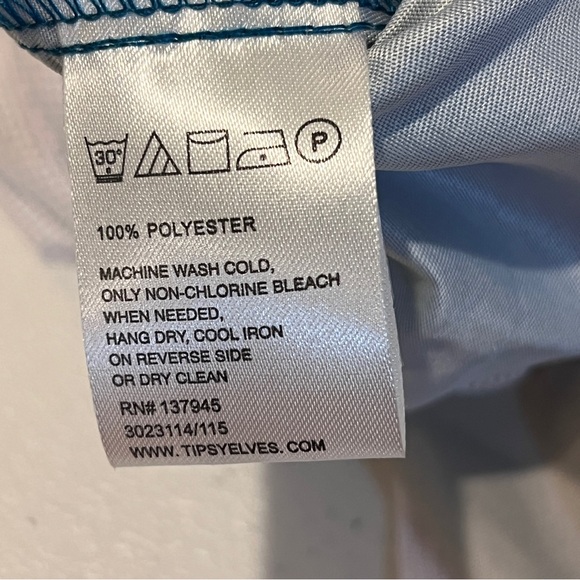 30° P
100% POLYESTER
MACHINE WASH COLD,
ONLY NON-CHLORINE BLEACH
WHEN NEEDED,
HANG DRY, COOL IRON
ON REVERSE SIDE
OR DRY CLEAN
RN# 137945
3023114/115
WWW.TIPSYELVES.COM